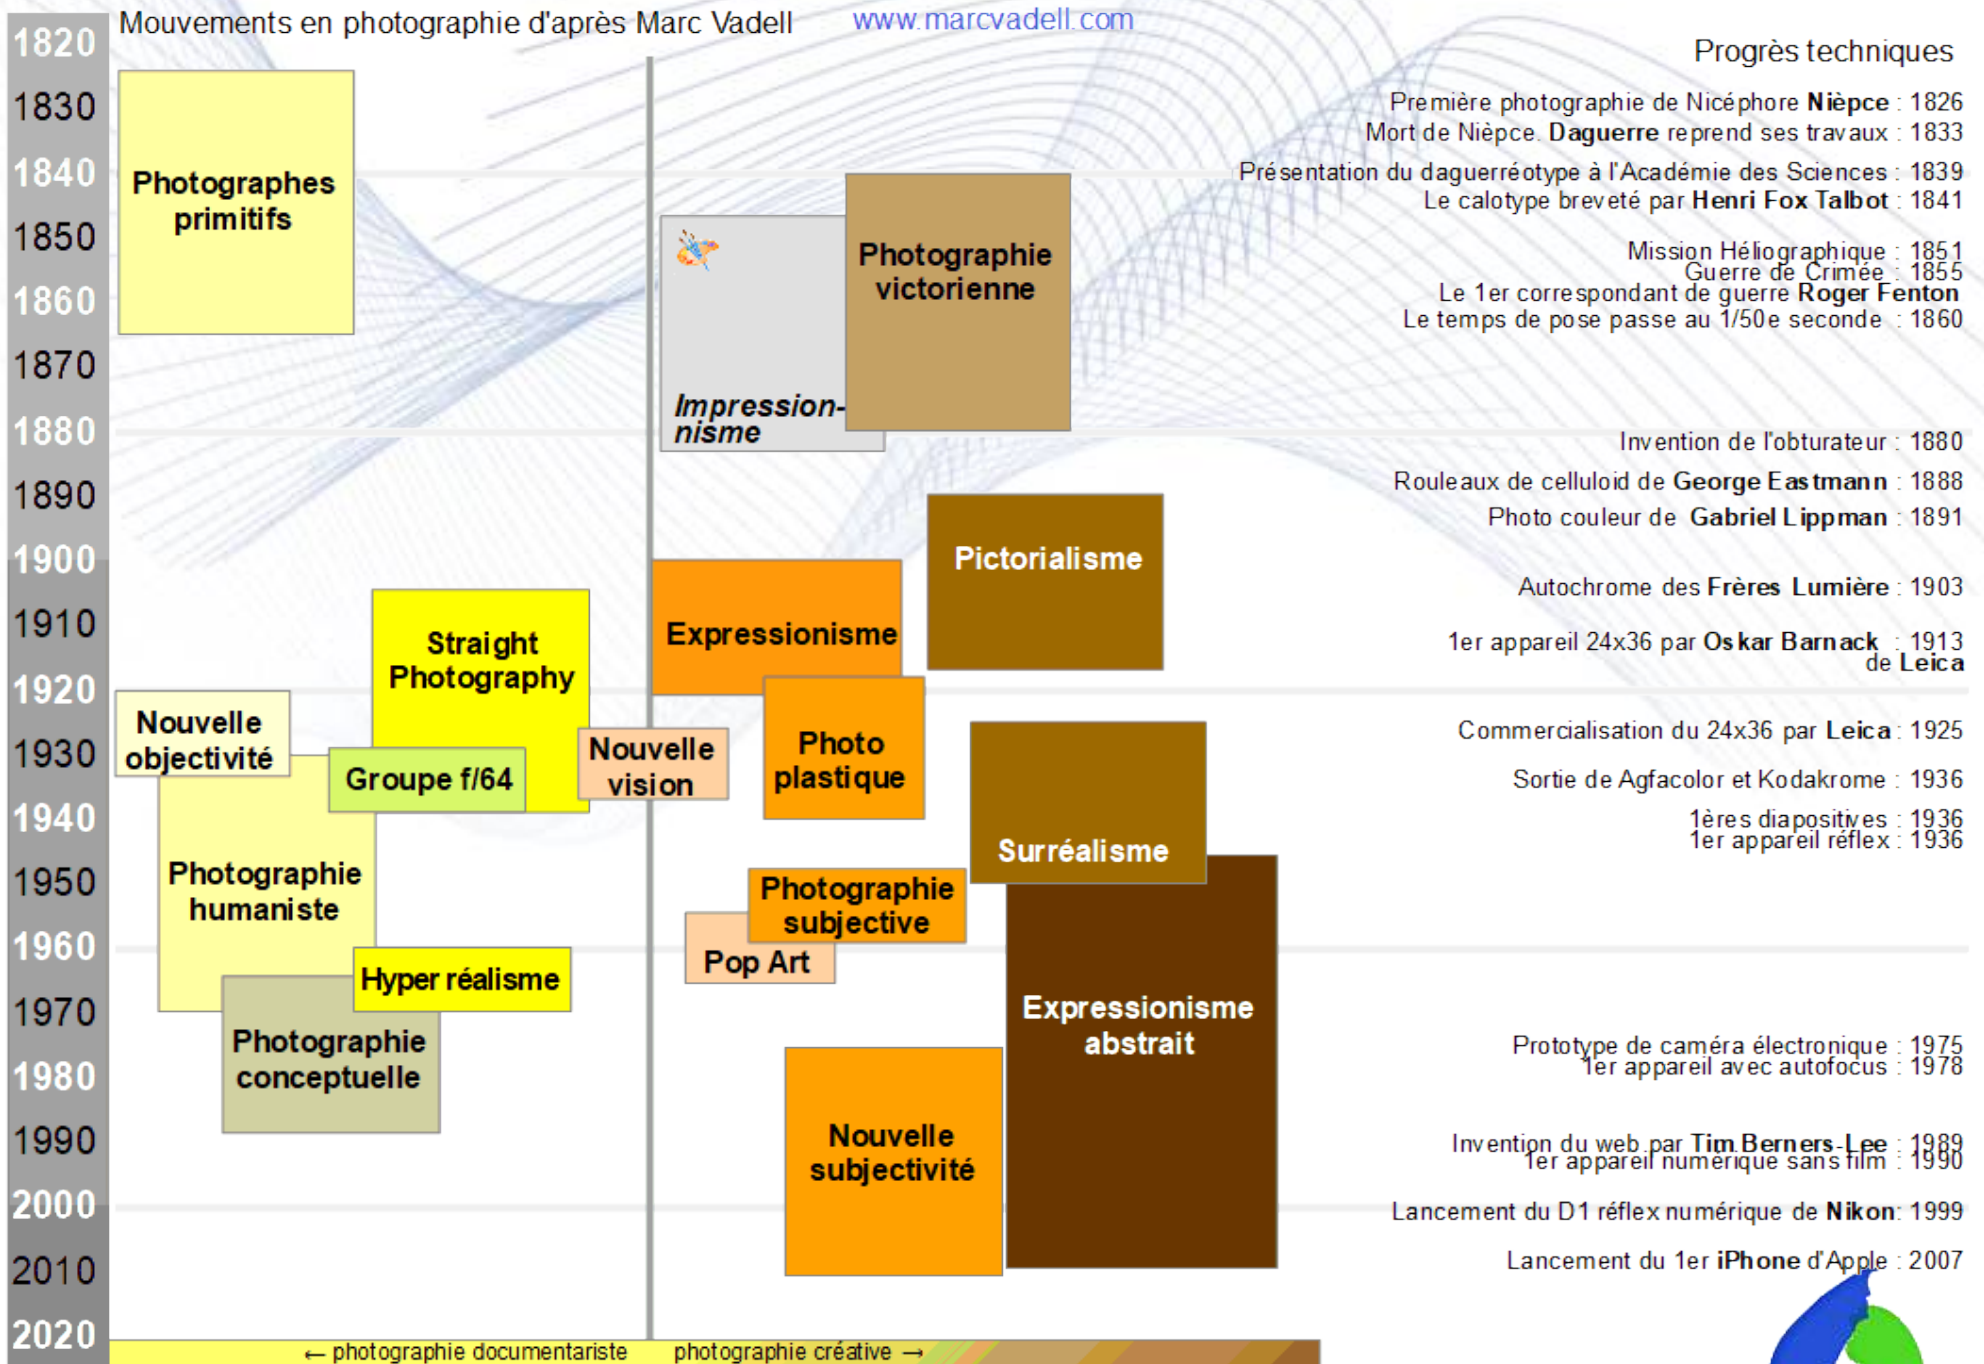 Mouvements en photographie d'après Marc Vadell
www.marcvadell.com
Progrès techniques
1820
1830
1840
1850
1860
1870
1880
1890
1900
1910
1920
1930
1940
1950
1960
1970
1980
1990
2000
2010
2020
Photographes
primitifs
Impression-
nisme
Photographie
victorienne
Pictorialisme
Expressionisme
Straight
Photography
Nouvelle
objectivité
Groupe f/64
Nouvelle
vision
Photo
plastique
Surréalisme
Photographie
humaniste
Photographie
subjective
Pop Art
Hyper réalisme
Expressionisme
abstrait
Photographie
conceptuelle
Nouvelle
subjectivité
Première photographie de Nicéphore Nièpce : 1826
Mort de Nièpce. Daguerre reprend ses travaux : 1833
Présentation du daguerréotype à l'Académie des Sciences : 1839
Le calotype breveté par Henri Fox Talbot : 1841
Mission Héliographique : 1851
Guerre de Crimée : 1855
Le 1er correspondant de guerre Roger Fenton
Le temps de pose passe au 1/50e seconde : 1860
Invention de l'obturateur : 1880
Rouleaux de celluloid de George Eastmann : 1888
Photo couleur de Gabriel Lippman : 1891
Autochrome des Frères Lumière : 1903
1er appareil 24x36 par Oskar Barnack : 1913
de Leica
Commercialisation du 24x36 par Leica : 1925
Sortie de Agfacolor et Kodakrome : 1936
1ères diapositives : 1936
1er appareil réflex : 1936
Prototype de caméra électronique : 1975
1er appareil avec autofocus : 1978
Invention du web par Tim Berners-Lee : 1989
1er appareil numérique sans film : 1990
Lancement du D1 réflex numérique de Nikon: 1999
Lancement du 1er iPhone d'Apple : 2007
← photographie documentariste
photographie créative →